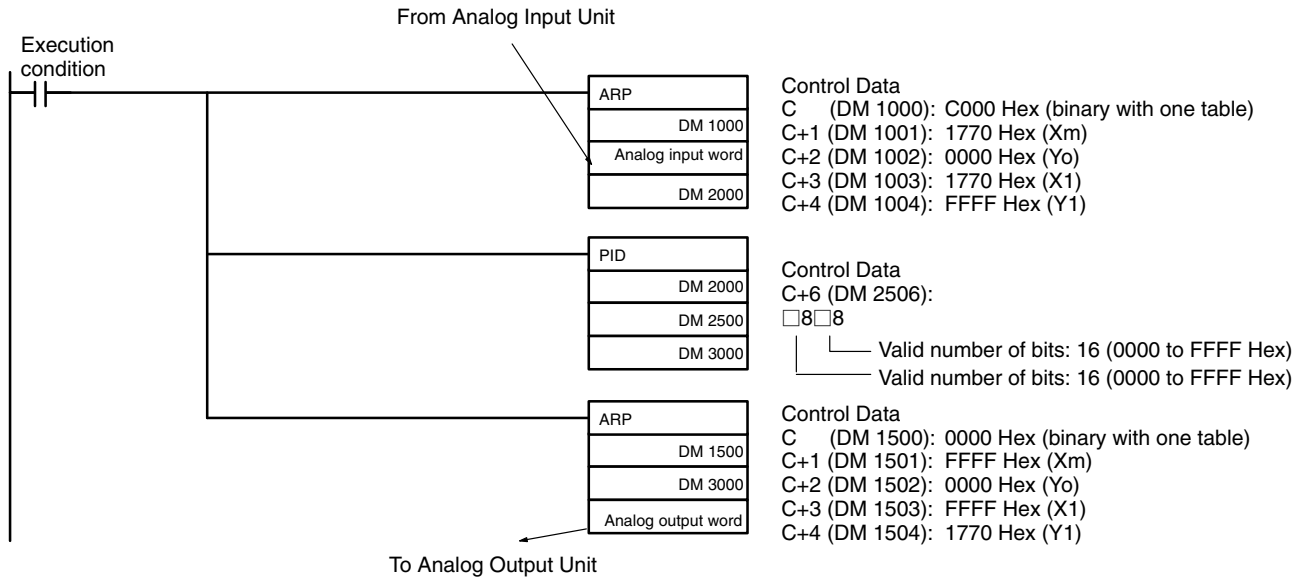 From Analog Input Unit
Execution
condition
ARP
DM 1000
Analog input word
DM 2000
Control Data
C (DM 1000): C000 Hex (binary with one table)
C+1 (DM 1001): 1770 Hex (Xm)
C+2 (DM 1002): 0000 Hex (Yo)
C+3 (DM 1003): 1770 Hex (X1)
C+4 (DM 1004): FFFF Hex (Y1)
PID
DM 2000
DM 2500
DM 3000
Control Data
C+6 (DM 2506):
□8□8
Valid number of bits: 16 (0000 to FFFF Hex)
Valid number of bits: 16 (0000 to FFFF Hex)
ARP
DM 1500
DM 3000
Analog output word
Control Data
C (DM 1500): 0000 Hex (binary with one table)
C+1 (DM 1501): FFFF Hex (Xm)
C+2 (DM 1502): 0000 Hex (Yo)
C+3 (DM 1503): FFFF Hex (X1)
C+4 (DM 1504): 1770 Hex (Y1)
To Analog Output Unit